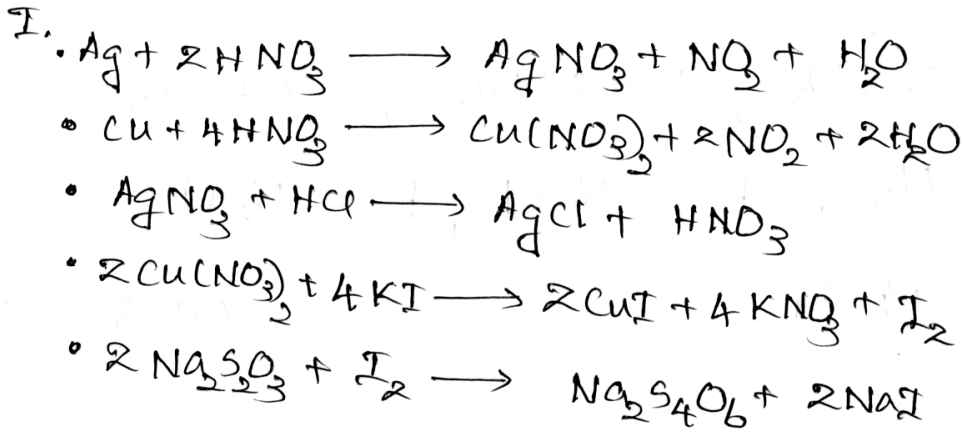 I.
• Ag + 2HNO₃ ⟶ AgNO₃ + NO₂ + H₂O
• Cu + 4HNO₃ ⟶ Cu(NO₃)₂ + 2NO₂ + 2H₂O
• AgNO₃ + HCl ⟶ AgCl + HNO₃
• 2Cu(NO₃)₂ + 4KI ⟶ 2CuI + 4KNO₃ + I₂
• 2Na₂S₂O₃ + I₂ ⟶ Na₂S₄O₆ + 2NaI